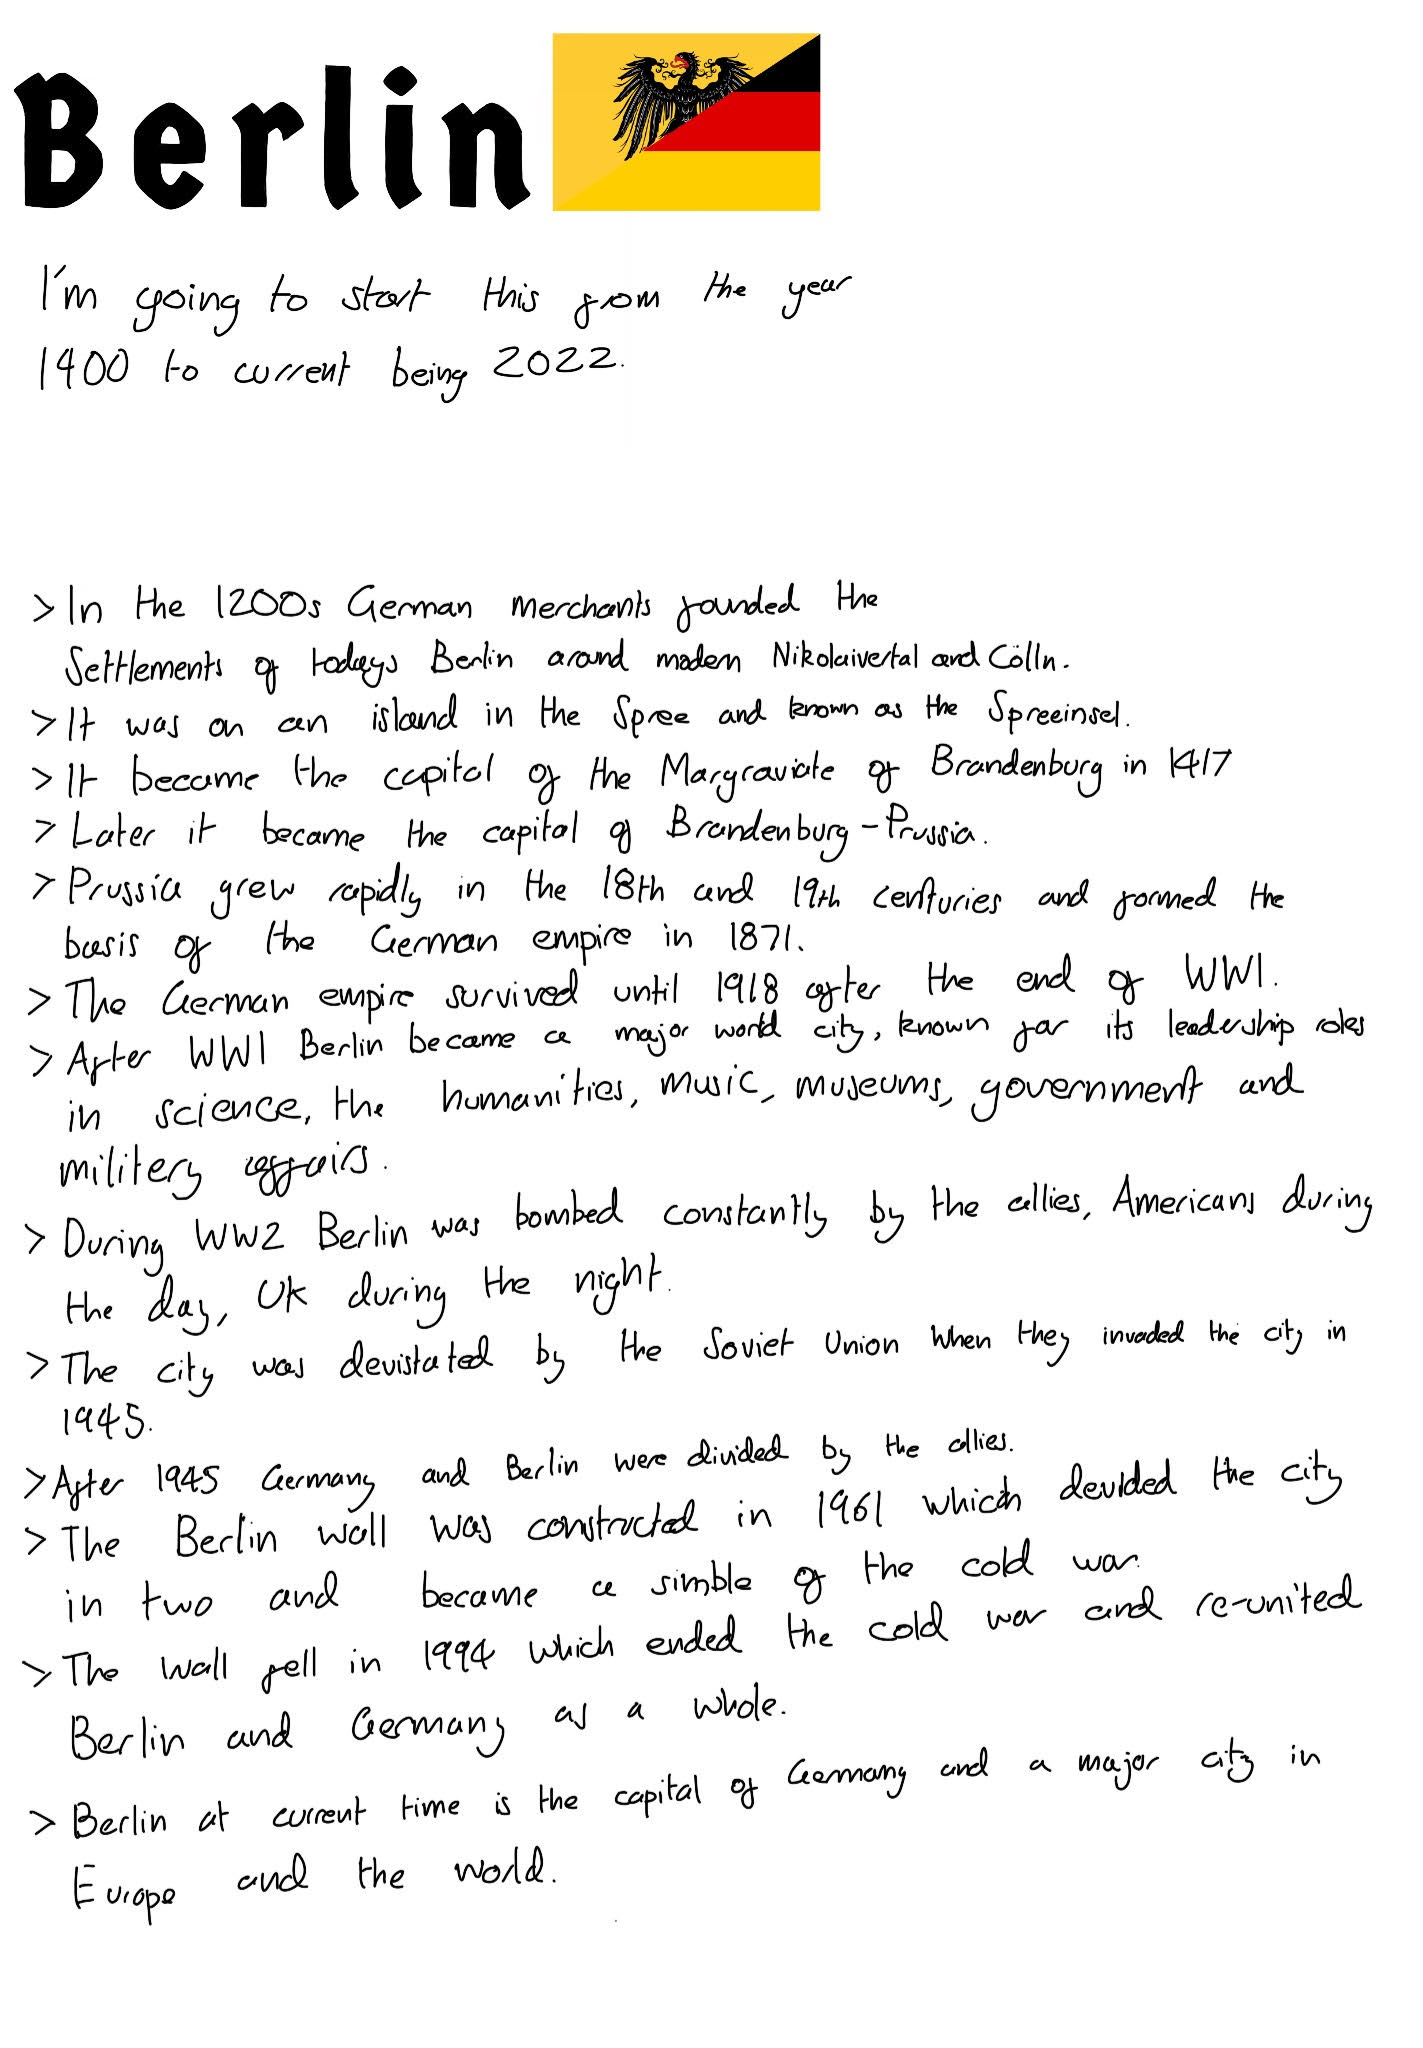 Berlin
I'm going to start this from the year
1400 to current being 2022.
> In the 1200s German merchants founded the
Settlements of todays Berlin around modern Nikolaivertal and Cölln.
> It was on an island in the Spree and known as the Spreeinsel.
> It became the capital of the Margraviate of Brandenburg in 1417
> Later it became the capital of Brandenburg-Prussia.
> Prussia grew rapidly in the 18th and 19th centuries and formed the
basis of the German empire in 1871.
> The German empire survived until 1918 after the end of WW1.
> After WW1 Berlin became a major world city, known for its leadership roles
in science, the humanities, music, museums, government and
militery affairs.
> During WW2 Berlin was bombed constantly by the allies, Americans during
the day, UK during the night.
> The city was devistated by the Soviet Union when they invaded the city in
1945.
> After 1945 Germany and Berlin were divided by the allies.
> The Berlin wall was constructed in 1961 which devided the city
in two and became a simble of the cold war.
> The wall fell in 1994 which ended the cold war and re-united
Berlin and Germany as a whole.
> Berlin at current time is the capital of Germany and a major city in
Europe and the world.